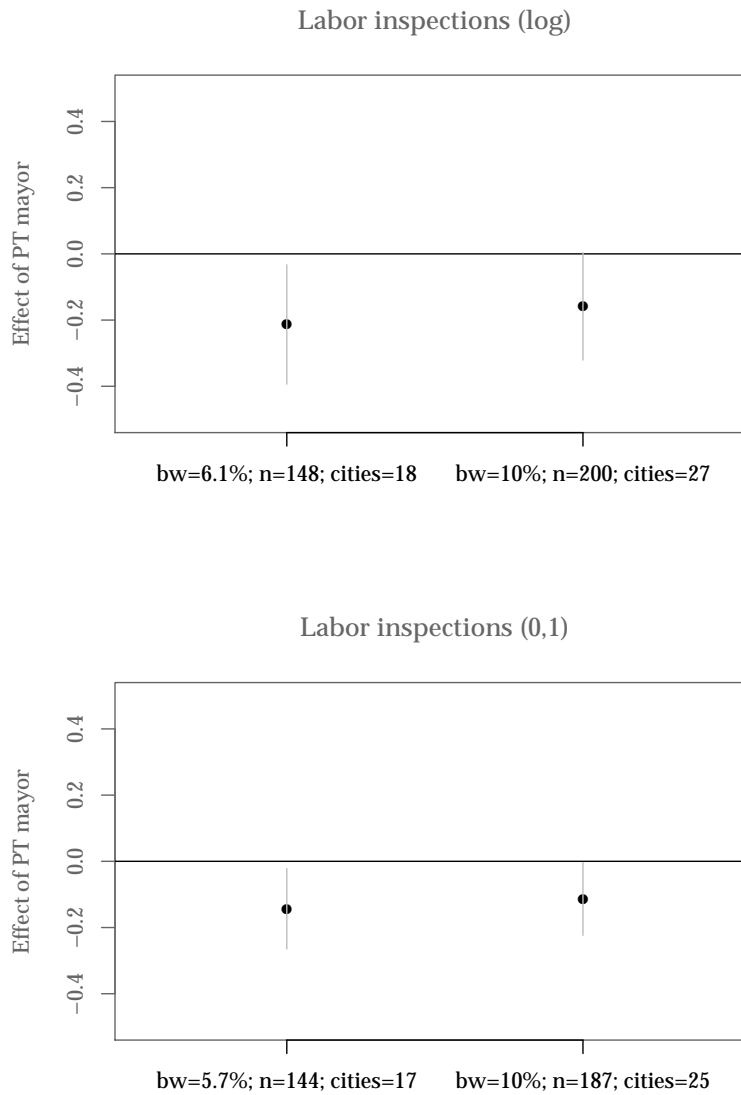 Labor inspections (log)
Effect of PT mayor
0.4
0.2
0.0
−0.2
−0.4
bw=6.1%; n=148; cities=18
bw=10%; n=200; cities=27
Labor inspections (0,1)
Effect of PT mayor
0.4
0.2
0.0
−0.2
−0.4
bw=5.7%; n=144; cities=17
bw=10%; n=187; cities=25